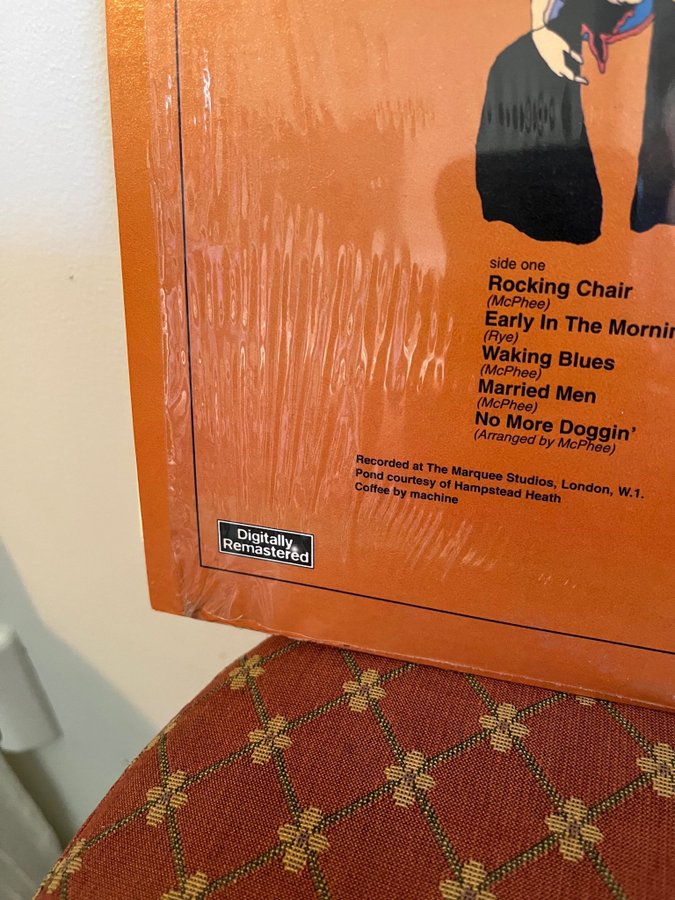 side one
Rocking Chair
(McPhee)
Early In The Mornin
(Rye)
Waking Blues
(McPhee)
Married Men
(McPhee)
No More Doggin'
(Arranged by McPhee)
Recorded at The Marquee Studios, London, W.1.
Pond courtesy of Hampstead Heath
Coffee by machine
Digitally
Remastered